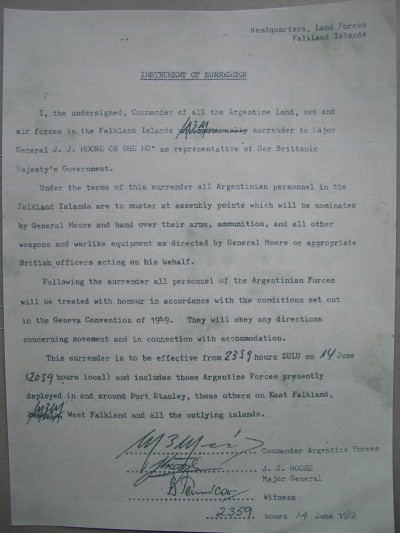 Headquarters, Land Forces
Falkland Islands
INSTRUMENT OF SURRENDER
I, the undersigned, Commander of all the Argentine land, sea and
air forces in the Falkland Islands surrender to Major
General J. J. MOORE CB OBE MC* as representative of Her Brittanic
Majesty's Government.
Under the terms of this surrender all Argentinian personnel in the
Falkland Islands are to muster at assembly points which will be nominated
by General Moore and hand over their arms, ammunition, and all other
weapons and warlike equipment as directed by General Moore or appropriate
British officers acting on his behalf.
Following the surrender all personnel of the Argentinian Forces
will be treated with honour in accordance with the conditions set out
in the Geneva Convention of 1949. They will obey any directions
concerning movement and in connection with accommodation.
This surrender is to be effective from 2359 hours ZULU on 14 June
(2059 hours local) and includes those Argentine Forces presently
deployed in and around Port Stanley, those others on East Falkland,
West Falkland and all the outlying islands.
Commander Argentine Forces
J. J. MOORE
Major General
Witness
2359 hours 14 June 1982